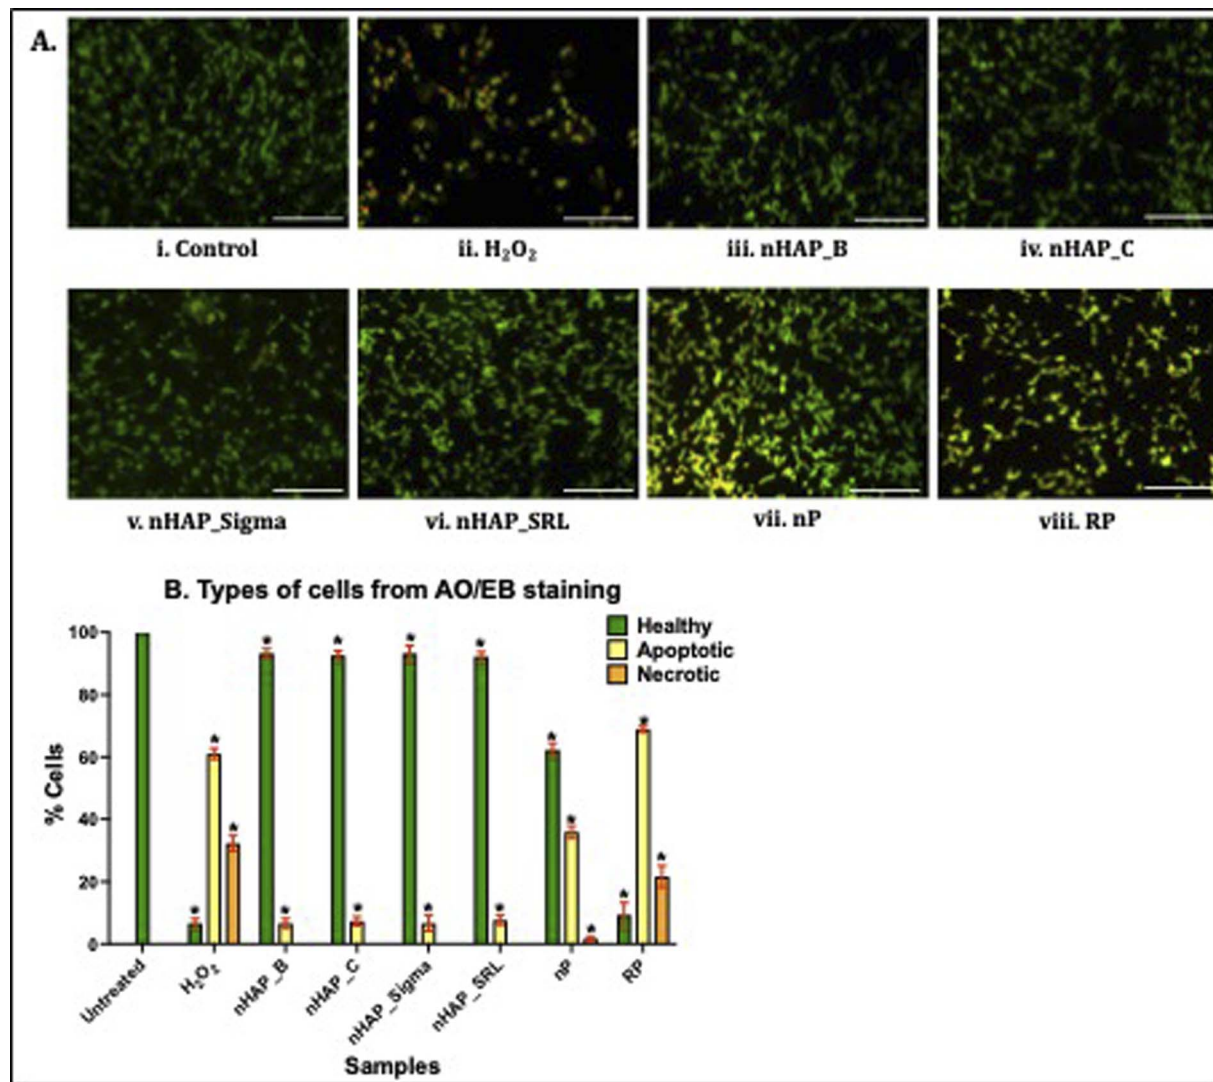 A.
i. Control
ii. H₂O₂
iii. nHAP_B
iv. nHAP_C
v. nHAP_Sigma
vi. nHAP_SRL
vii. nP
viii. RP
B. Types of cells from AO/EB staining
Healthy
Apoptotic
Necrotic
% Cells
100
80
60
40
20
0
* * * * * * * * * * * * * * * * *
Untreated
H₂O₂
nHAP_B
nHAP_C
nHAP_Sigma
nHAP_SRL
nP
RP
Samples